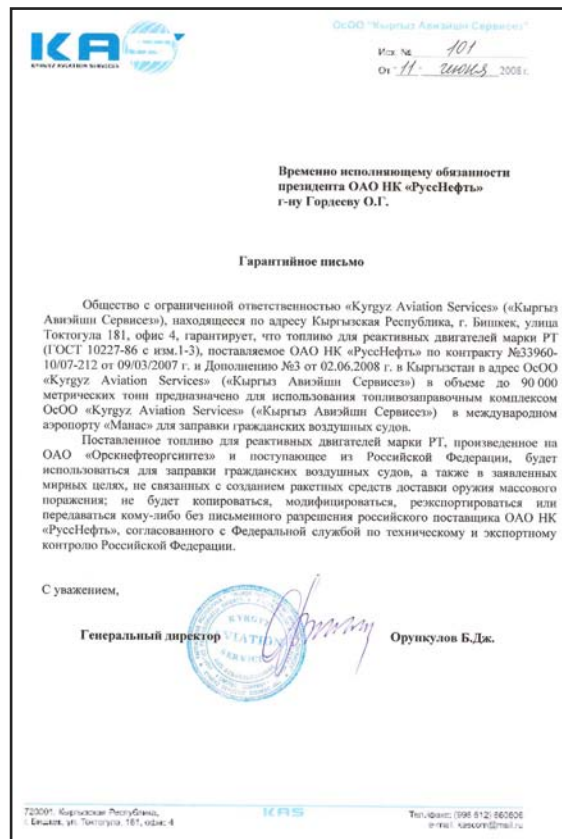 KAS
KYRGYZ AVIATION SERVICES
ОсОО "Кыргыз Авиэйшн Сервисез"
Исх. № 101
От 11 июня 2008 г.
Временно исполняющему обязанности
президента ОАО НК «РуссНефть»
г-ну Гордееву О.Г.
Гарантийное письмо
Общество с ограниченной ответственностью «Kyrgyz Aviation Services» («Кыргыз
Авиэйшн Сервисез»), находящееся по адресу Кыргызская Республика, г. Бишкек, улица
Токтогула 181, офис 4, гарантирует, что топливо для реактивных двигателей марки РТ
(ГОСТ 10227-86 с изм.1-3), поставляемое ОАО НК «РуссНефть» по контракту №33960-
10/07-212 от 09/03/2007 г. и Дополнению №3 от 02.06.2008 г. в Кыргызстан в адрес ОсОО
«Kyrgyz Aviation Services» («Кыргыз Авиэйшн Сервисез») в объеме до 90 000
метрических тонн предназначено для использования топливозаправочным комплексом
ОсОО «Kyrgyz Aviation Services» («Кыргыз Авиэйшн Сервисез») в международном
аэропорту «Манас» для заправки гражданских воздушных судов.
Поставленное топливо для реактивных двигателей марки РТ, произведенное на
ОАО «Орскнефтеоргсинтез» и поступающее из Российской Федерации, будет
использоваться для заправки гражданских воздушных судов, а также в заявленных
мирных целях, не связанных с созданием ракетных средств доставки оружия массового
поражения; не будет копироваться, модифицироваться, реэкспортироваться или
передаваться кому-либо без письменного разрешения российского поставщика ОАО НК
«РуссНефть», согласованного с Федеральной службой по техническому и экспортному
контролю Российской Федерации.
С уважением,
Генеральный директор Орункулов Б.Дж.
KYRGYZ
AVIATION
SERVICES
720001, Кыргызская Республика,
г. Бишкек, ул. Токтогула, 181, офис 4
KAS
Тел./факс: (996 612) 660606
e-mail: kascom@mail.ru